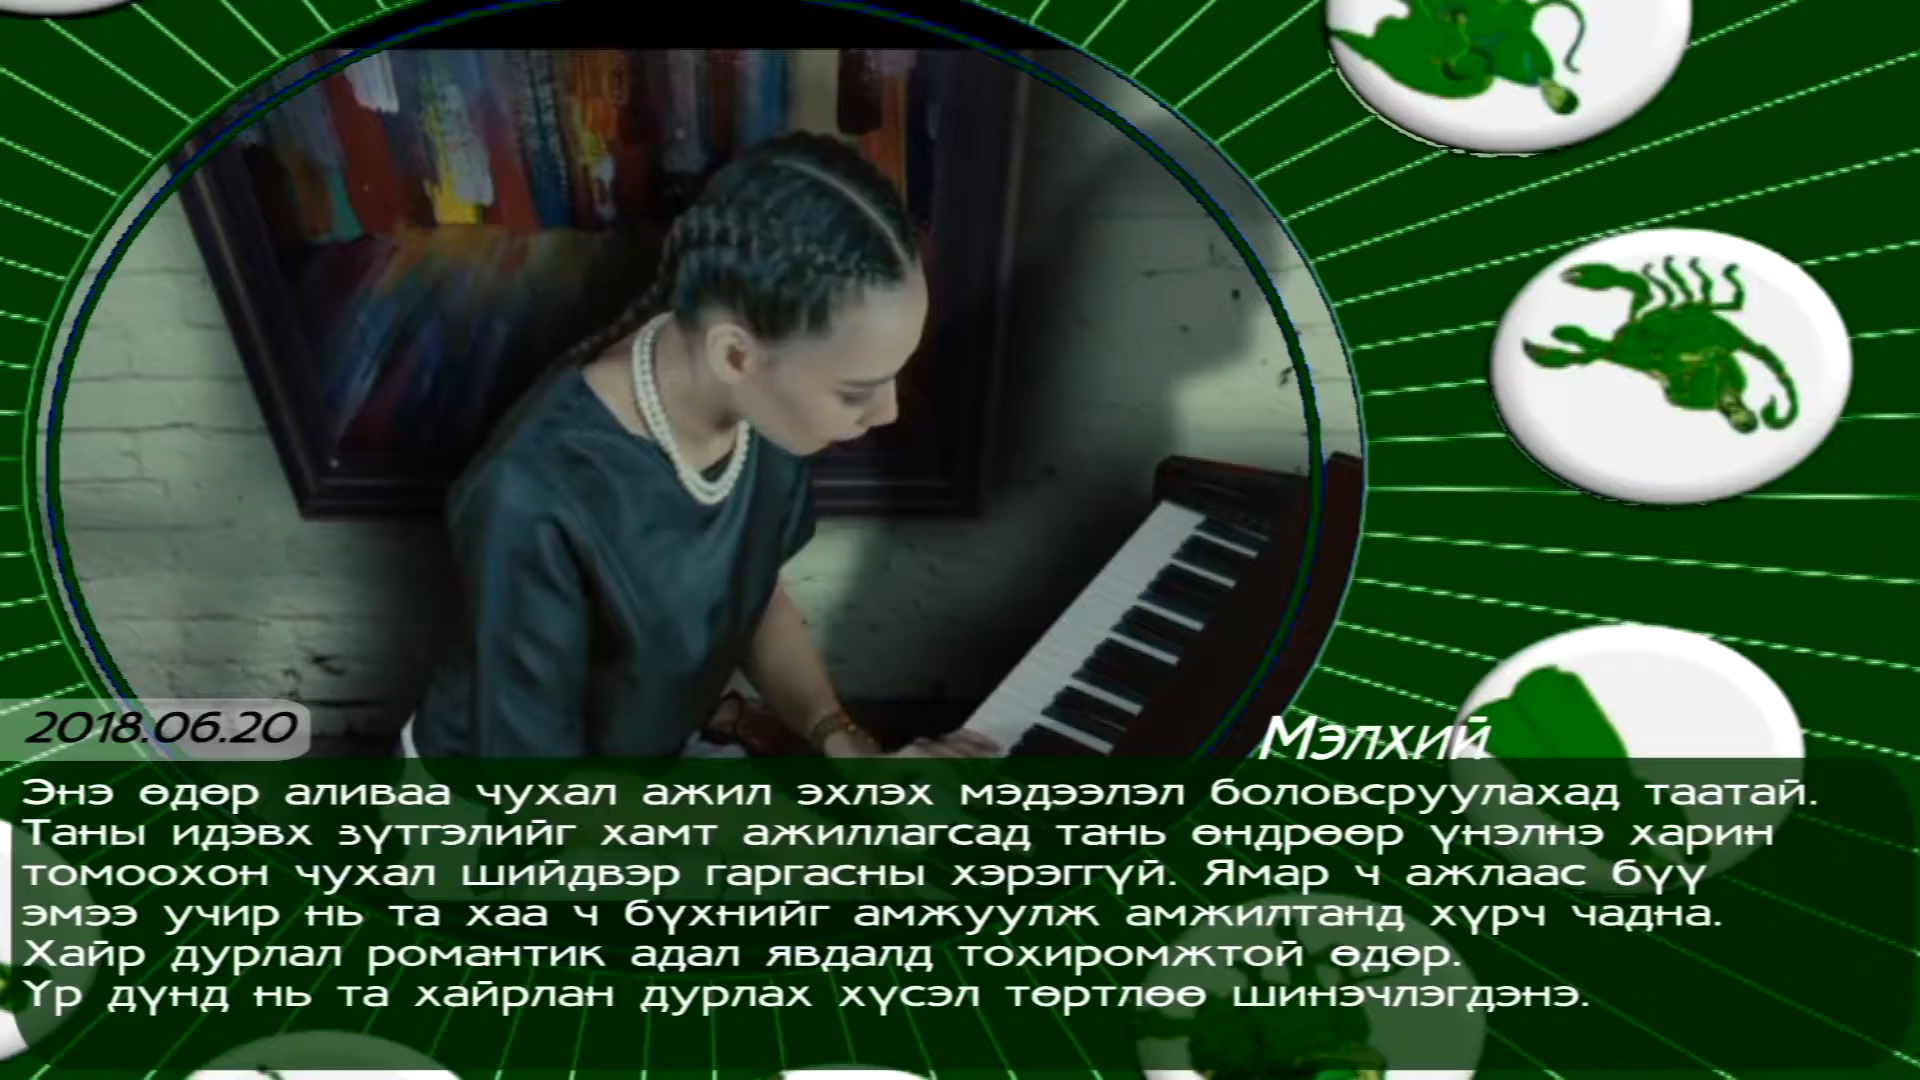 2018.06.20
Мэлхий
Энэ өдөр аливаа чухал ажил эхлэх мэдээлэл боловсруулахад таатай.
Таны идэвх зүтгэлийг хамт ажиллагсад тань өндрөөр үнэлнэ харин
томоохон чухал шийдвэр гаргасны хэрэггүй. Ямар ч ажлаас бүү
эмээ учир нь та хаа ч бүхнийг амжуулж амжилтанд хүрч чадна.
Хайр дурлал романтик адал явдалд тохиромжтой өдөр.
Үр дүнд нь та хайрлан дурлах хүсэл төртлөө шинэчлэгдэнэ.